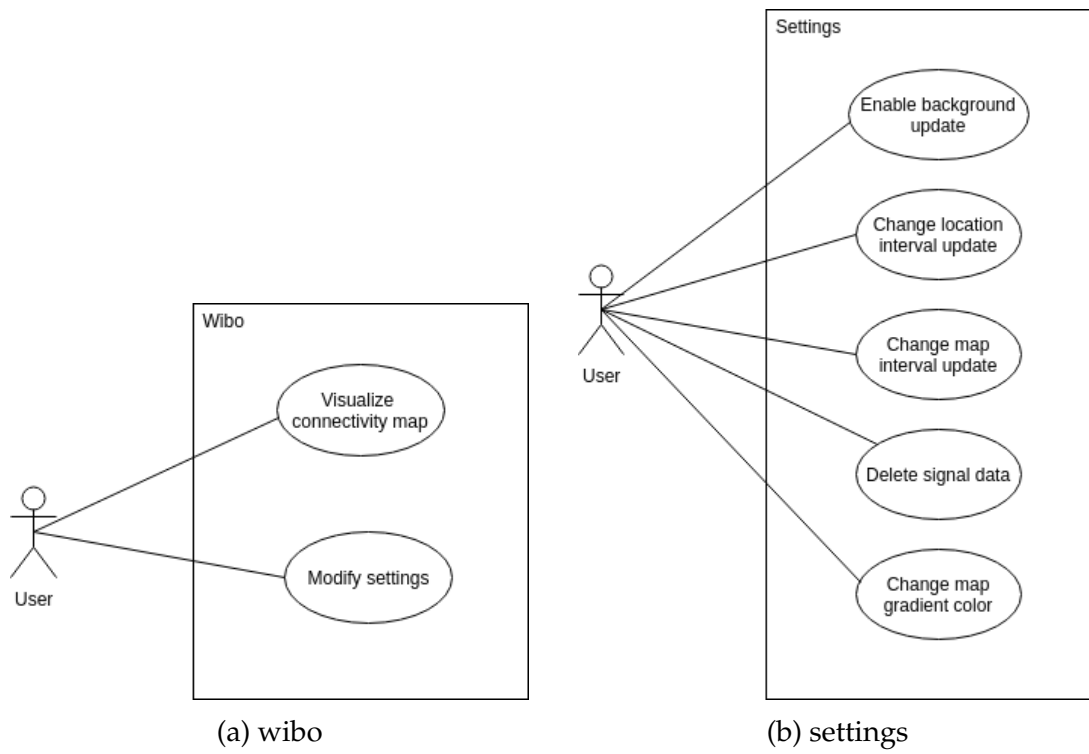 Wibo
Visualize
connectivity map
Modify settings
User
(a) wibo
Settings
Enable background
update
Change location
interval update
Change map
interval update
Delete signal data
Change map
gradient color
User
(b) settings